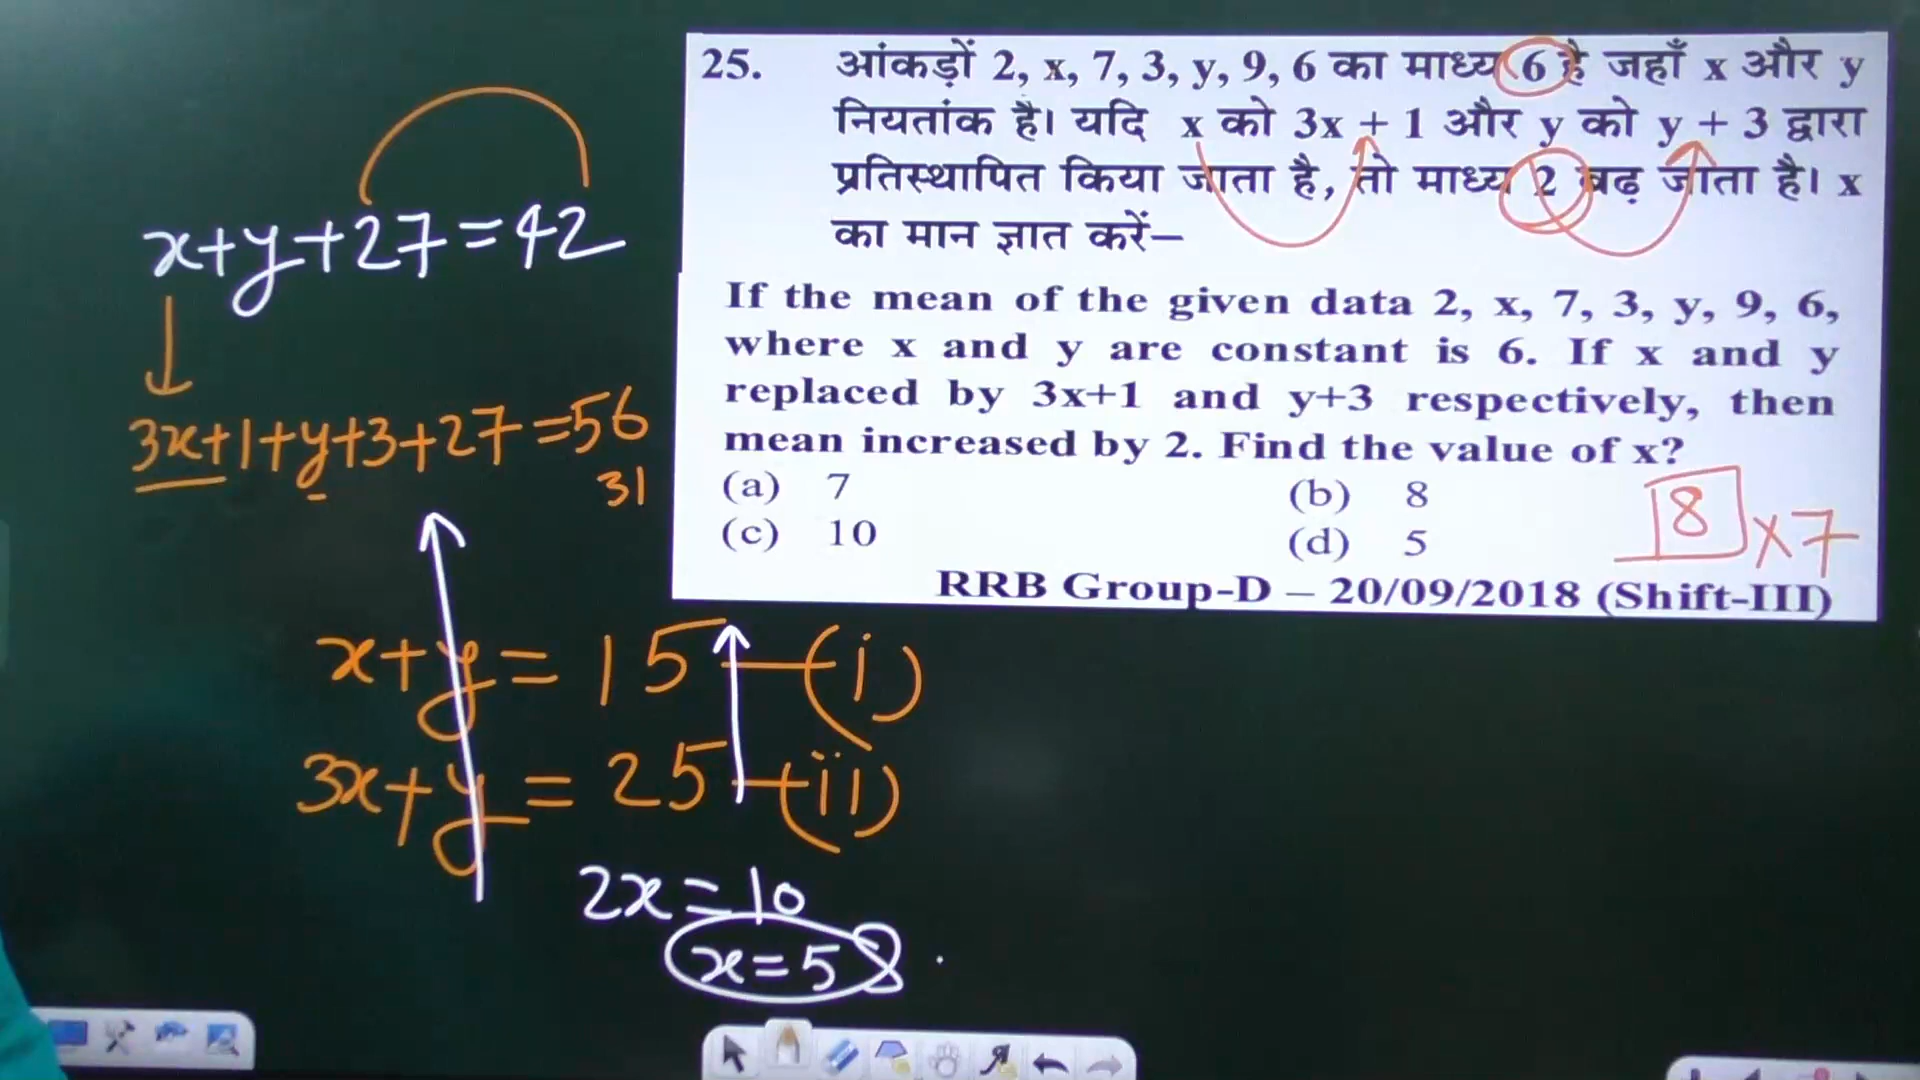 25. आंकड़ों 2, x, 7, 3, y, 9, 6 का माध्य 6 है जहाँ x और y
नियतांक है। यदि x को 3x + 1 और y को y + 3 द्वारा
प्रतिस्थापित किया जाता है, तो माध्य 2 बढ़ जाता है। x
का मान ज्ञात करें–
If the mean of the given data 2, x, 7, 3, y, 9, 6,
where x and y are constant is 6. If x and y
replaced by 3x+1 and y+3 respectively, then
mean increased by 2. Find the value of x?
(a) 7 (b) 8
(c) 10 (d) 5
RRB Group-D – 20/09/2018 (Shift-III)
8 x 7
x+y+27=42
3x+1+y+3+27=56
31
x+y=15 —(i)
3x+y=25 —(ii)
2x=10
x=5